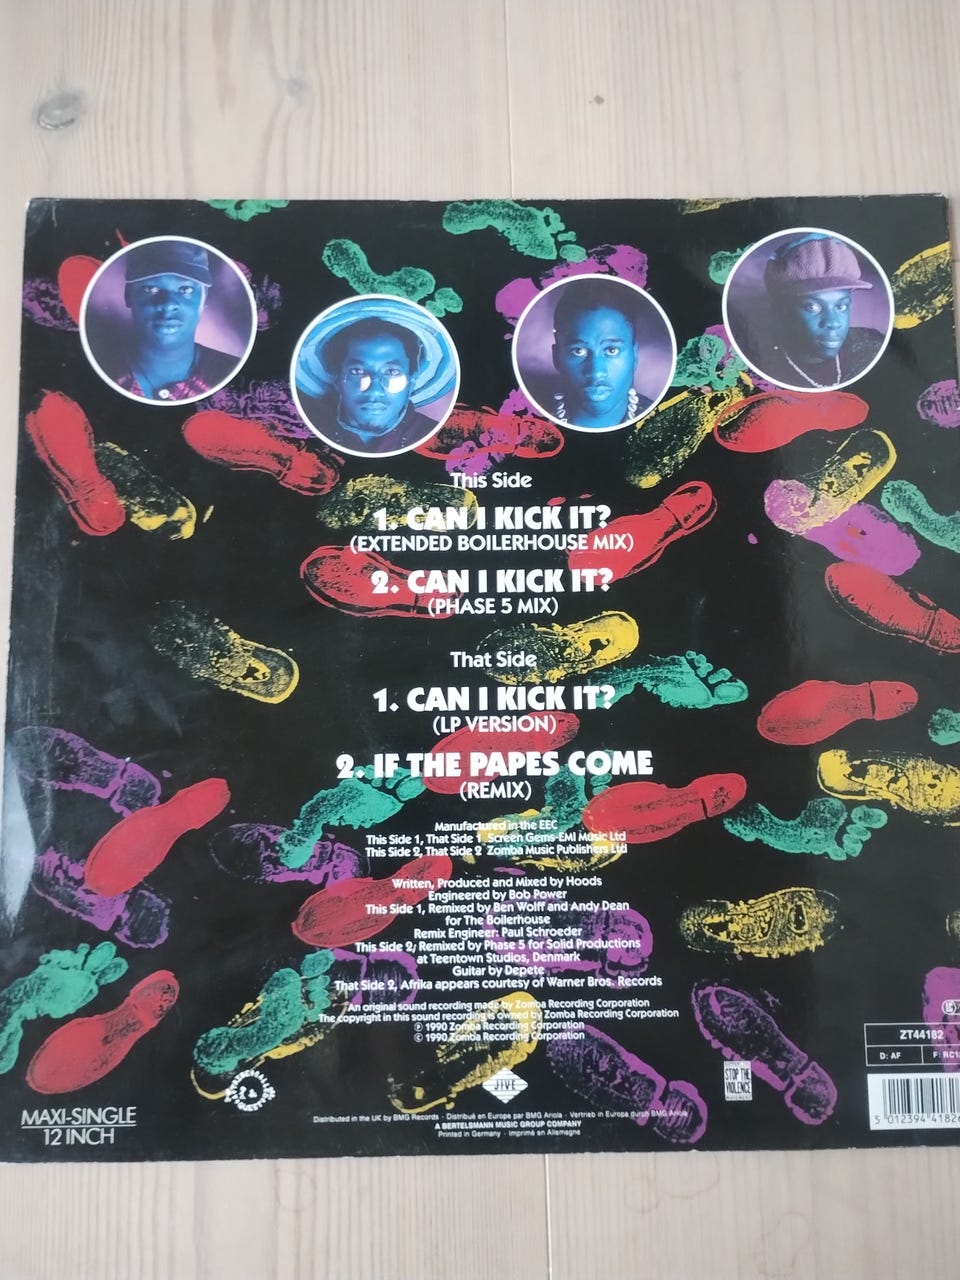 This Side
1. CAN I KICK IT?
(EXTENDED BOILERHOUSE MIX)
2. CAN I KICK IT?
(PHASE 5 MIX)
That Side
1. CAN I KICK IT?
(LP VERSION)
2. IF THE PAPES COME
(REMIX)
Manufactured in the EEC
This Side 1, That Side 1 Screen Gems-EMI Music Ltd
This Side 2, That Side 2 Zomba Music Publishers Ltd
Written, Produced and Mixed by Hoods
Engineered by Bob Power
This Side 1, Remixed by Ben Wolff and Andy Dean
for The Boilerhouse
Remix Engineer: Paul Schroeder
This Side 2, Remixed by Phase 5 for Solid Productions
at Teentown Studios, Denmark
Guitar by Depete
That Side 2, Afrika appears courtesy of Warner Bros. Records
An original sound recording made by Zomba Recording Corporation
The copyright in this sound recording is owned by Zomba Recording Corporation
℗ 1990 Zomba Recording Corporation
© 1990 Zomba Recording Corporation
ZT44182
D: AF F: RC
JIVE
STOP THE
VIOLENCE
MOVEMENT
5 012394 4182
MAXI-SINGLE
12 INCH
Distributed in the UK by BMG Records · Distribué en Europe par BMG Ariola · Vertrieb in Europa durch BMG Ariola
A BERTELSMANN MUSIC GROUP COMPANY
Printed in Germany · Imprimé en Allemagne